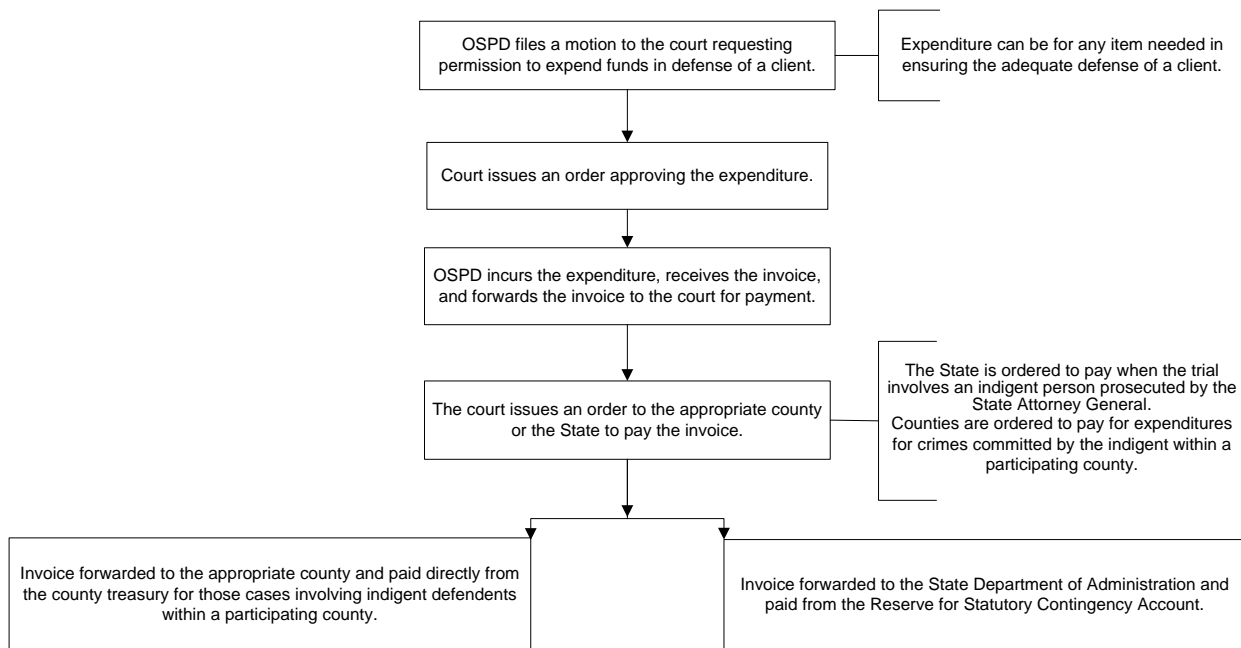 OSPD files a motion to the court requesting
permission to expend funds in defense of a client.
Expenditure can be for any item needed in
ensuring the adequate defense of a client.
Court issues an order approving the expenditure.
OSPD incurs the expenditure, receives the invoice,
and forwards the invoice to the court for payment.
The court issues an order to the appropriate county
or the State to pay the invoice.
The State is ordered to pay when the trial
involves an indigent person prosecuted by the
State Attorney General.
Counties are ordered to pay for expenditures
for crimes committed by the indigent within a
participating county.
Invoice forwarded to the appropriate county and paid directly from
the county treasury for those cases involving indigent defendents
within a participating county.
Invoice forwarded to the State Department of Administration and
paid from the Reserve for Statutory Contingency Account.